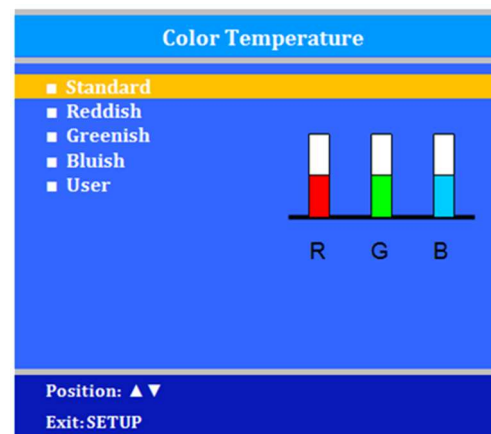 Color Temperature
■ Standard
■ Reddish
■ Greenish
■ Bluish
■ User
R G B
Position: ▲▼
Exit: SETUP